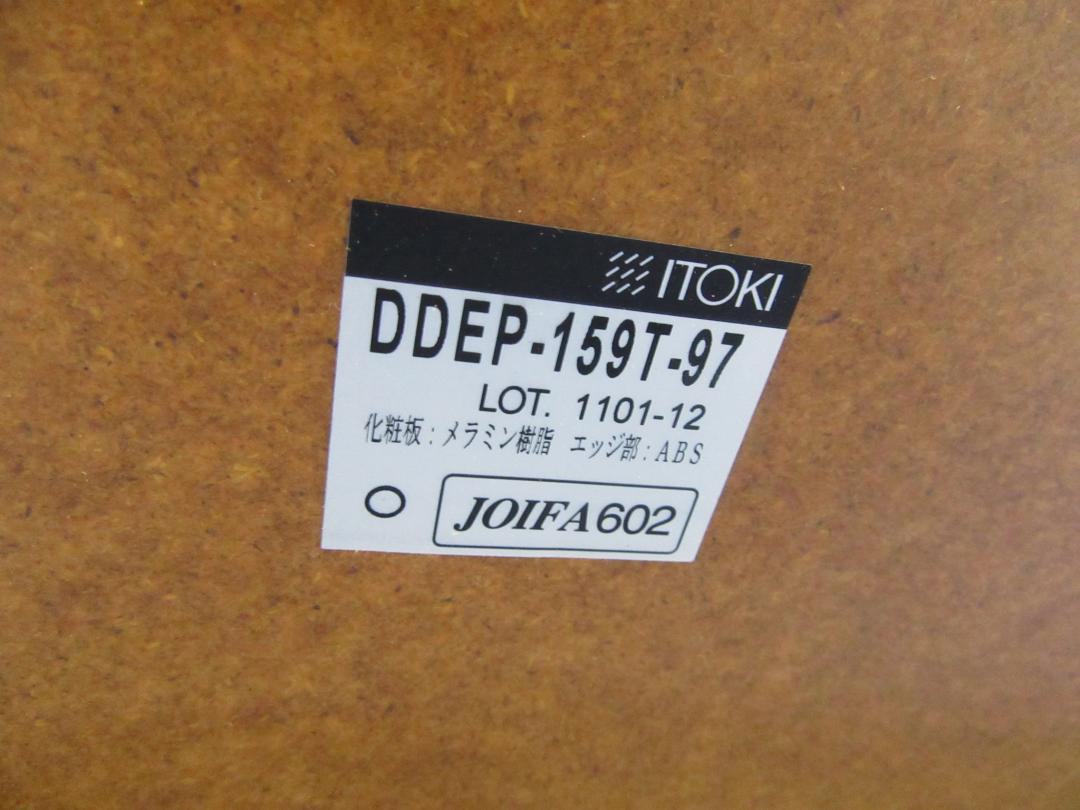 ITOKI
DDEP-159T-97
LOT. 1101-12
化粧板:メラミン樹脂 エッジ部:ABS
○ JOIFA602